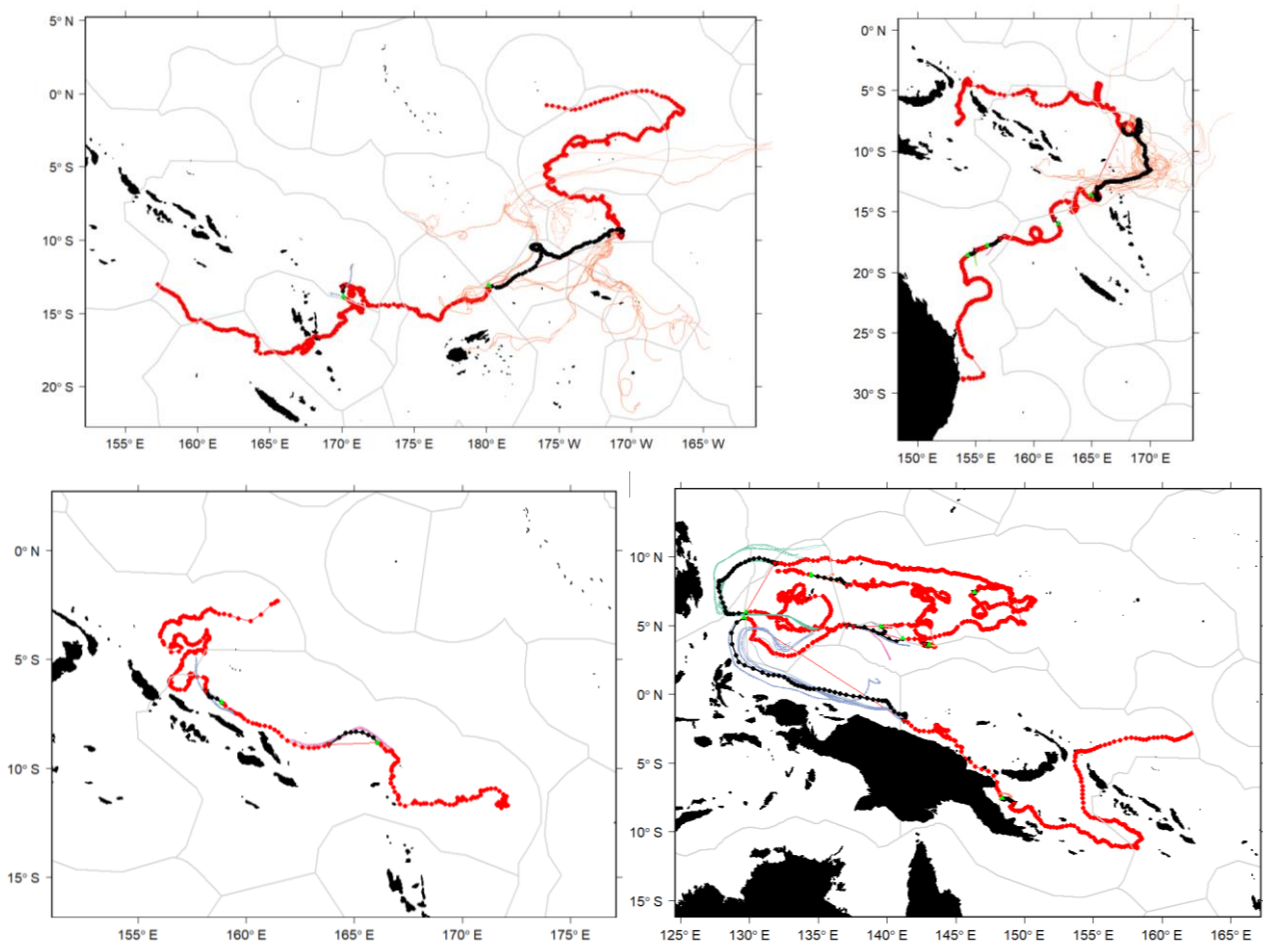 5° N
0° N
5° S
10° S
15° S
20° S
155° E
160° E
165° E
170° E
175° E
180° E
175° W
170° W
165° W
0° N
5° S
10° S
15° S
20° S
25° S
30° S
150° E
155° E
160° E
165° E
170° E
0° N
5° S
10° S
15° S
155° E
160° E
165° E
170° E
175° E
10° N
5° N
0° N
5° S
10° S
15° S
125° E
130° E
135° E
140° E
145° E
150° E
155° E
160° E
165° E